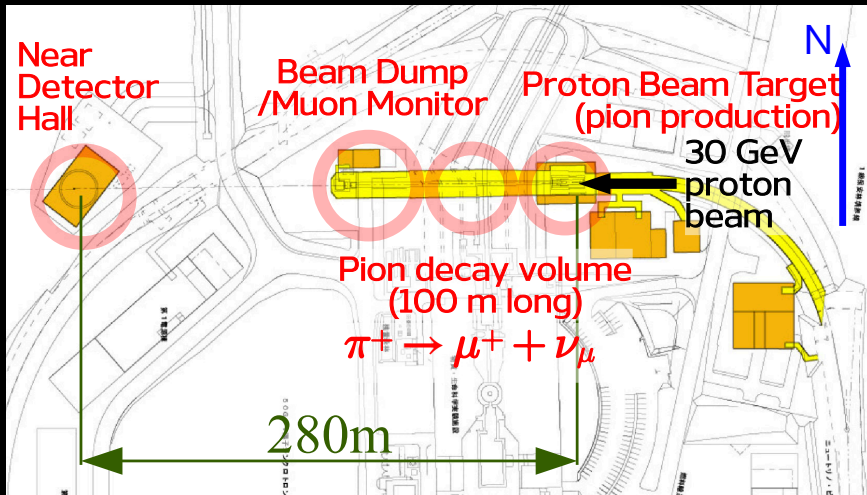 Near
Detector
Hall
Beam Dump
/Muon Monitor
Proton Beam Target
(pion production)
N
30 GeV
proton
beam
Pion decay volume
(100 m long)
π⁺ → μ⁺ + ν_μ
280m